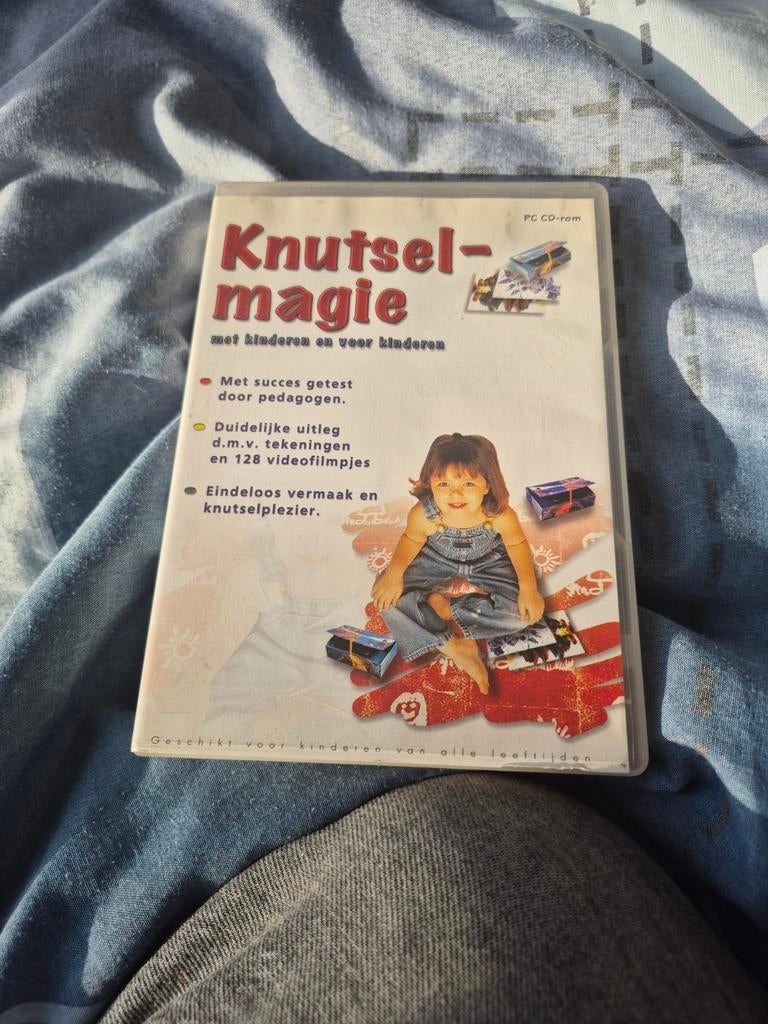 PC CD-rom
Knutsel-
magie
met kinderen en voor kinderen
Met succes getest
door pedagogen.
Duidelijke uitleg
d.m.v. tekeningen
en 128 videofilmpjes
Eindeloos vermaak en
knutselplezier.
Geschikt voor kinderen van alle leeftijden